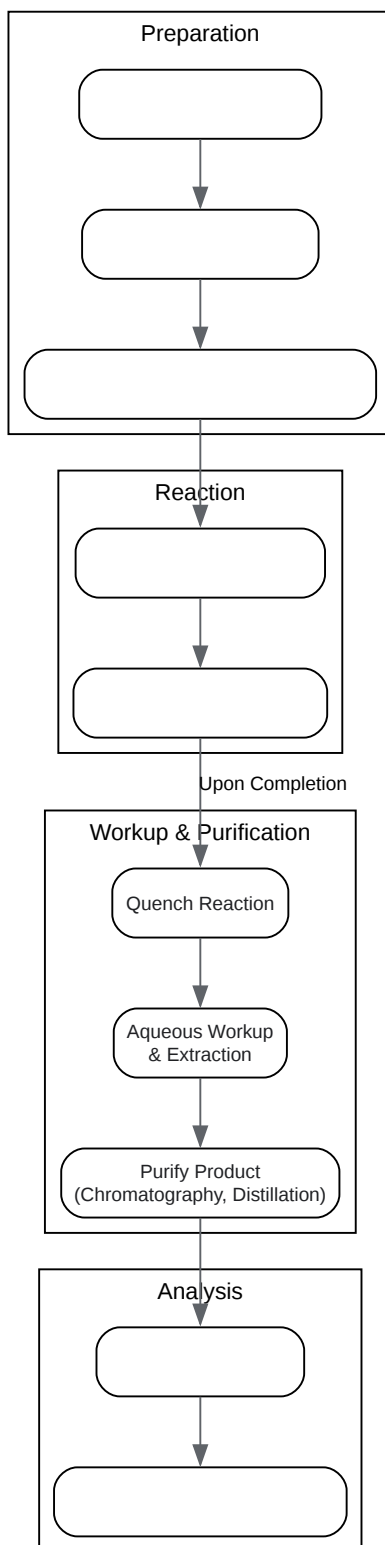 Preparation
Reaction
Upon Completion
Workup & Purification
Quench Reaction
Aqueous Workup
& Extraction
Purify Product
(Chromatography, Distillation)
Analysis